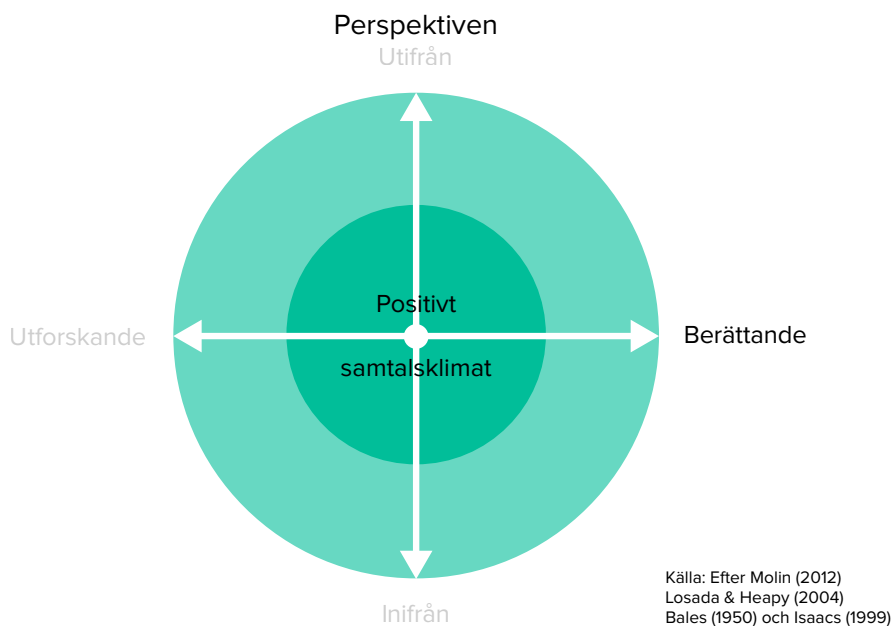 Perspektiven
Utifrån
Positivt
Utforskande
Berättande
samtalsklimat
Inifrån
Källa: Efter Molin (2012)
Losada & Heapy (2004)
Bales (1950) och Isaacs (1999)